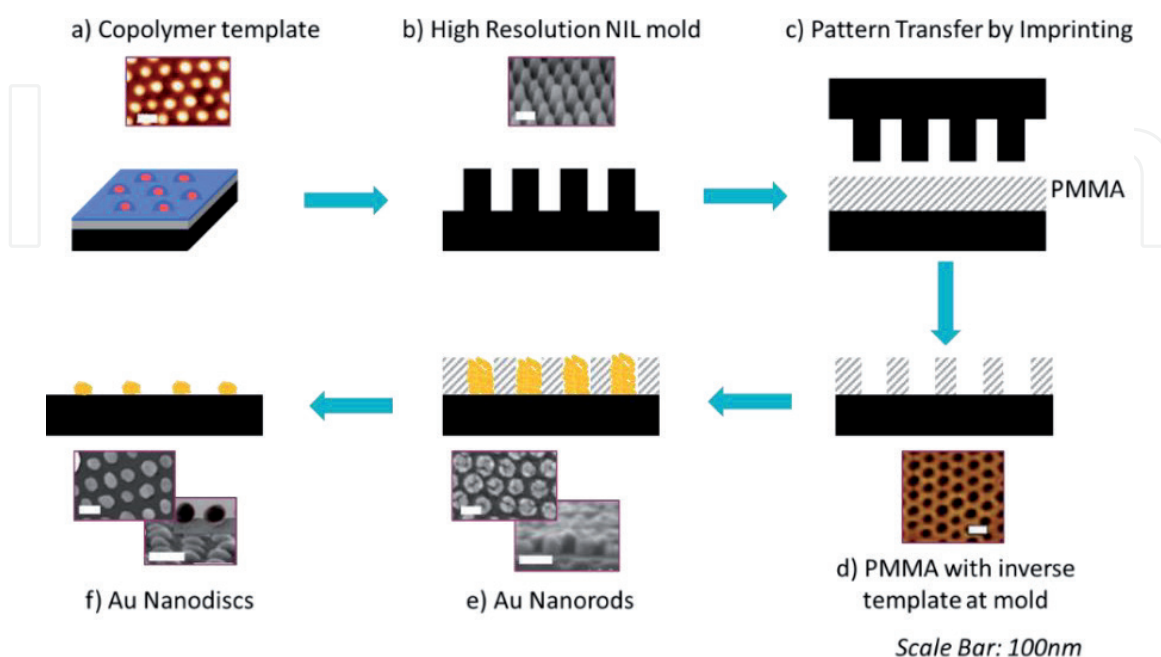 a) Copolymer template
b) High Resolution NIL mold
c) Pattern Transfer by Imprinting
PMMA
f) Au Nanodiscs
e) Au Nanorods
d) PMMA with inverse
template at mold
Scale Bar: 100nm